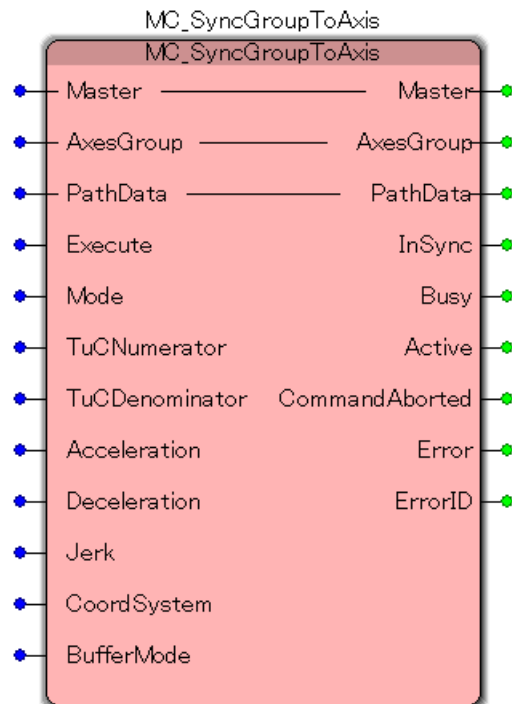 MC_SyncGroupToAxis
MC_SyncGroupToAxis
Master Master
AxesGroup AxesGroup
PathData PathData
Execute InSync
Mode Busy
TuCNumerator Active
TuCDenominator CommandAborted
Acceleration Error
Deceleration ErrorID
Jerk
CoordSystem
BufferMode